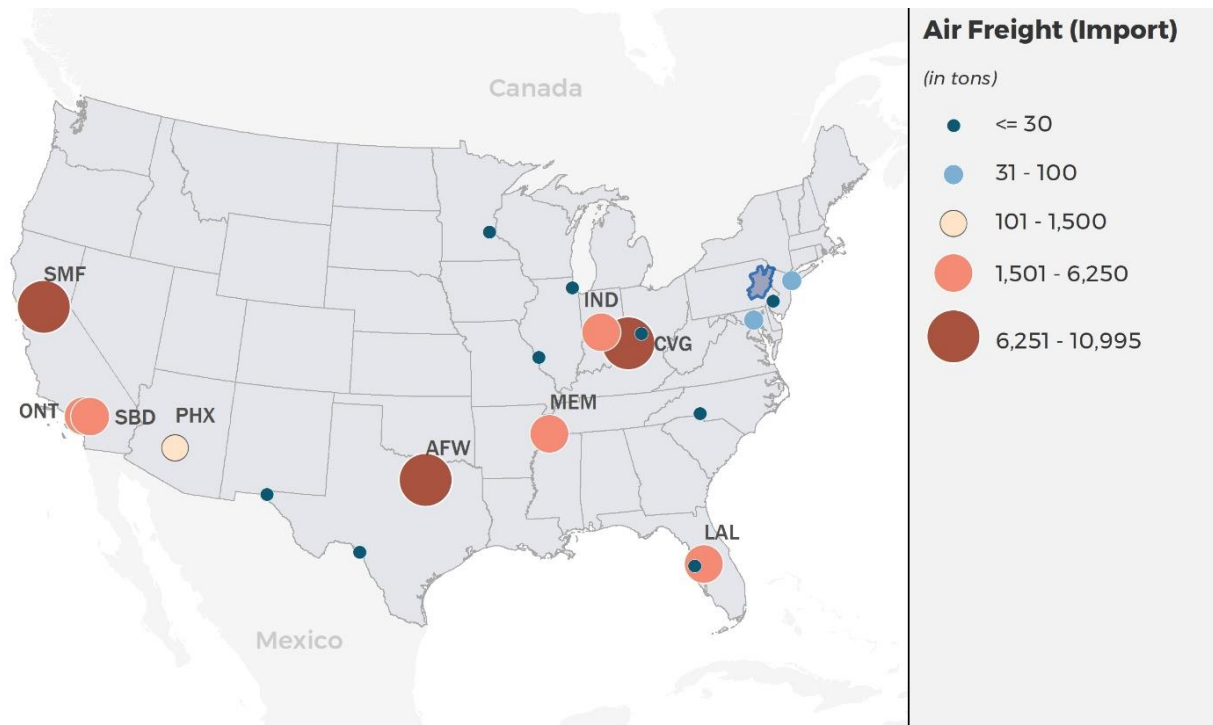 Canada
SMF
IND
CVG
ONT
SBD
PHX
MEM
AFW
LAL
Mexico
Air Freight (Import)
(in tons)
<= 30
31 - 100
101 - 1,500
1,501 - 6,250
6,251 - 10,995